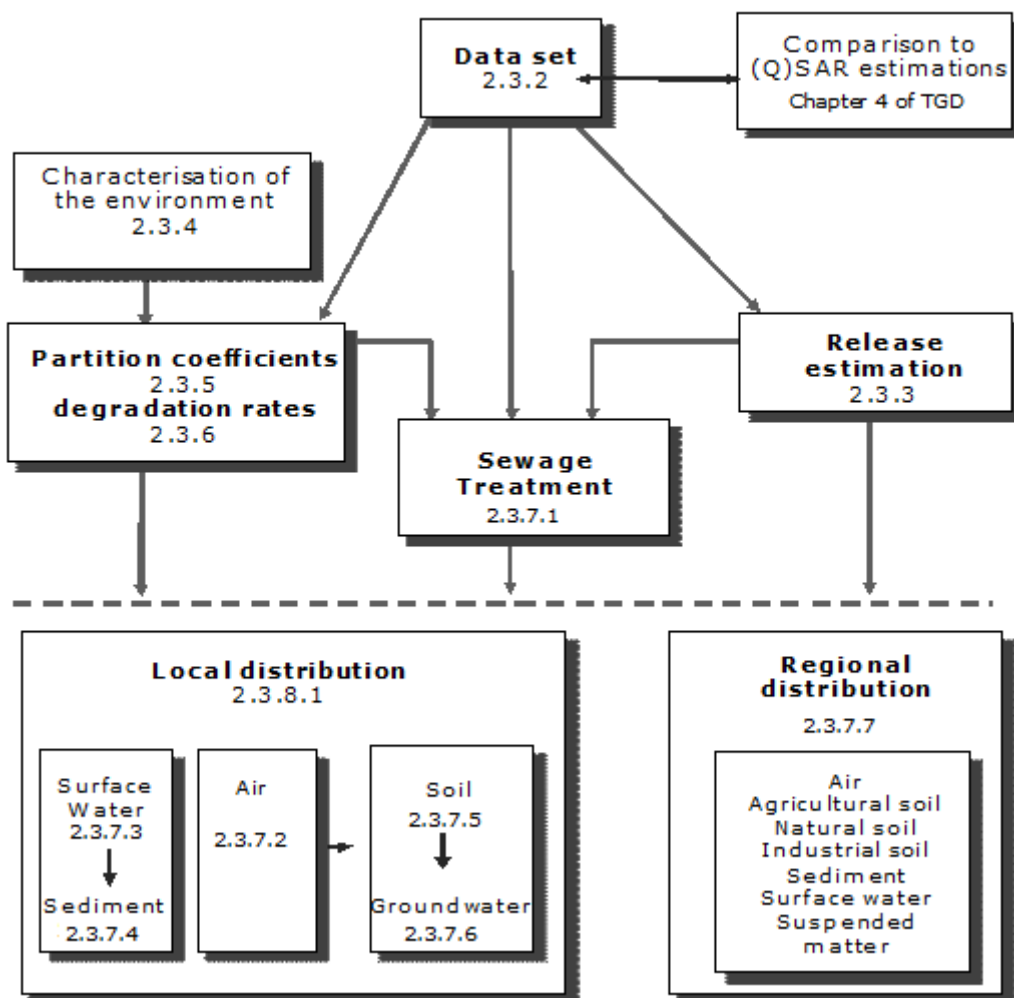 Data set
2.3.2
Comparison to
(Q)SAR estimations
Chapter 4 of TGD
Characterisation of
the environment
2.3.4
Partition coefficients
2.3.5
degradation rates
2.3.6
Release
estimation
2.3.3
Sewage
Treatment
2.3.7.1
Local distribution
2.3.8.1
Surface
Water
2.3.7.3
Sediment
2.3.7.4
Air
2.3.7.2
Soil
2.3.7.5
Groundwater
2.3.7.6
Regional
distribution
2.3.7.7
Air
Agricultural soil
Natural soil
Industrial soil
Sediment
Surface water
Suspended
matter